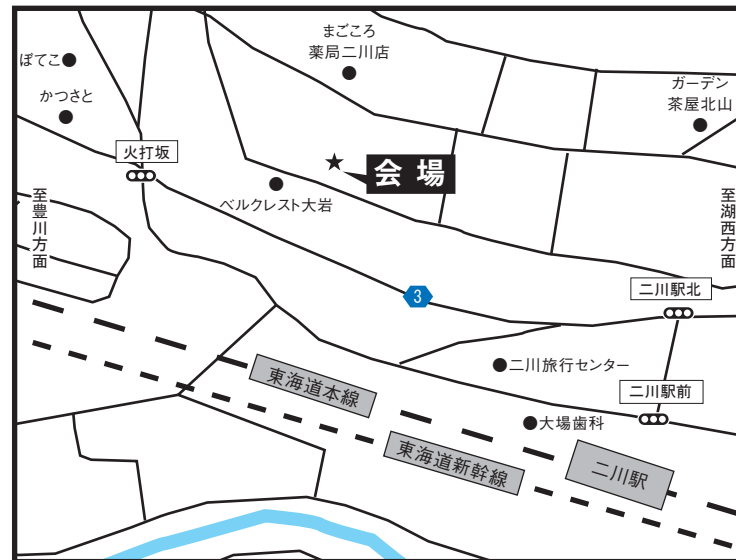 まごころ
薬局二川店
ぽてこ
かつさと
ガーデン
茶屋北山
火打坂
会場
ベルクレスト大岩
至豊川方面
至湖西方面
3
二川駅北
二川旅行センター
東海道本線
二川駅前
大場歯科
東海道新幹線
二川駅